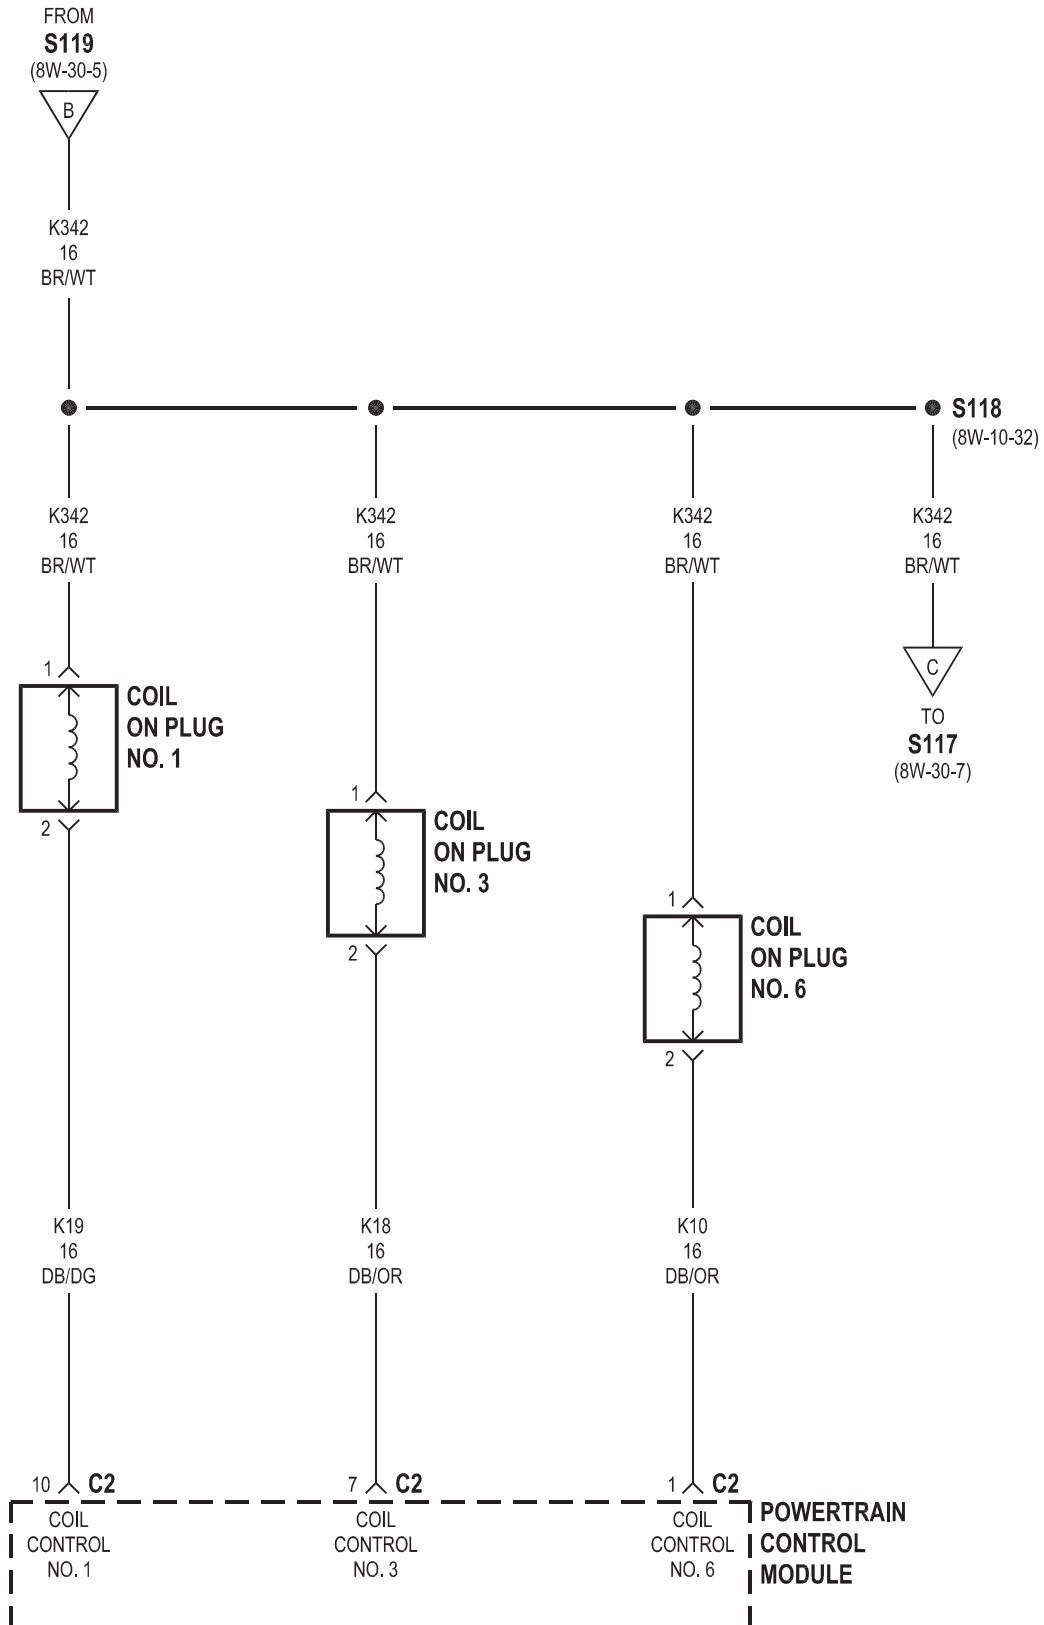 FROM
S119
(8W-30-5)
B
K342
16
BR/WT
S118
(8W-10-32)
K342
16
BR/WT
K342
16
BR/WT
K342
16
BR/WT
K342
16
BR/WT
C
TO
S117
(8W-30-7)
1
COIL
ON PLUG
NO. 1
2
1
COIL
ON PLUG
NO. 3
2
1
COIL
ON PLUG
NO. 6
2
K19
16
DB/DG
K18
16
DB/OR
K10
16
DB/OR
10 C2
7 C2
1 C2
COIL
CONTROL
NO. 1
COIL
CONTROL
NO. 3
COIL
CONTROL
NO. 6
POWERTRAIN
CONTROL
MODULE